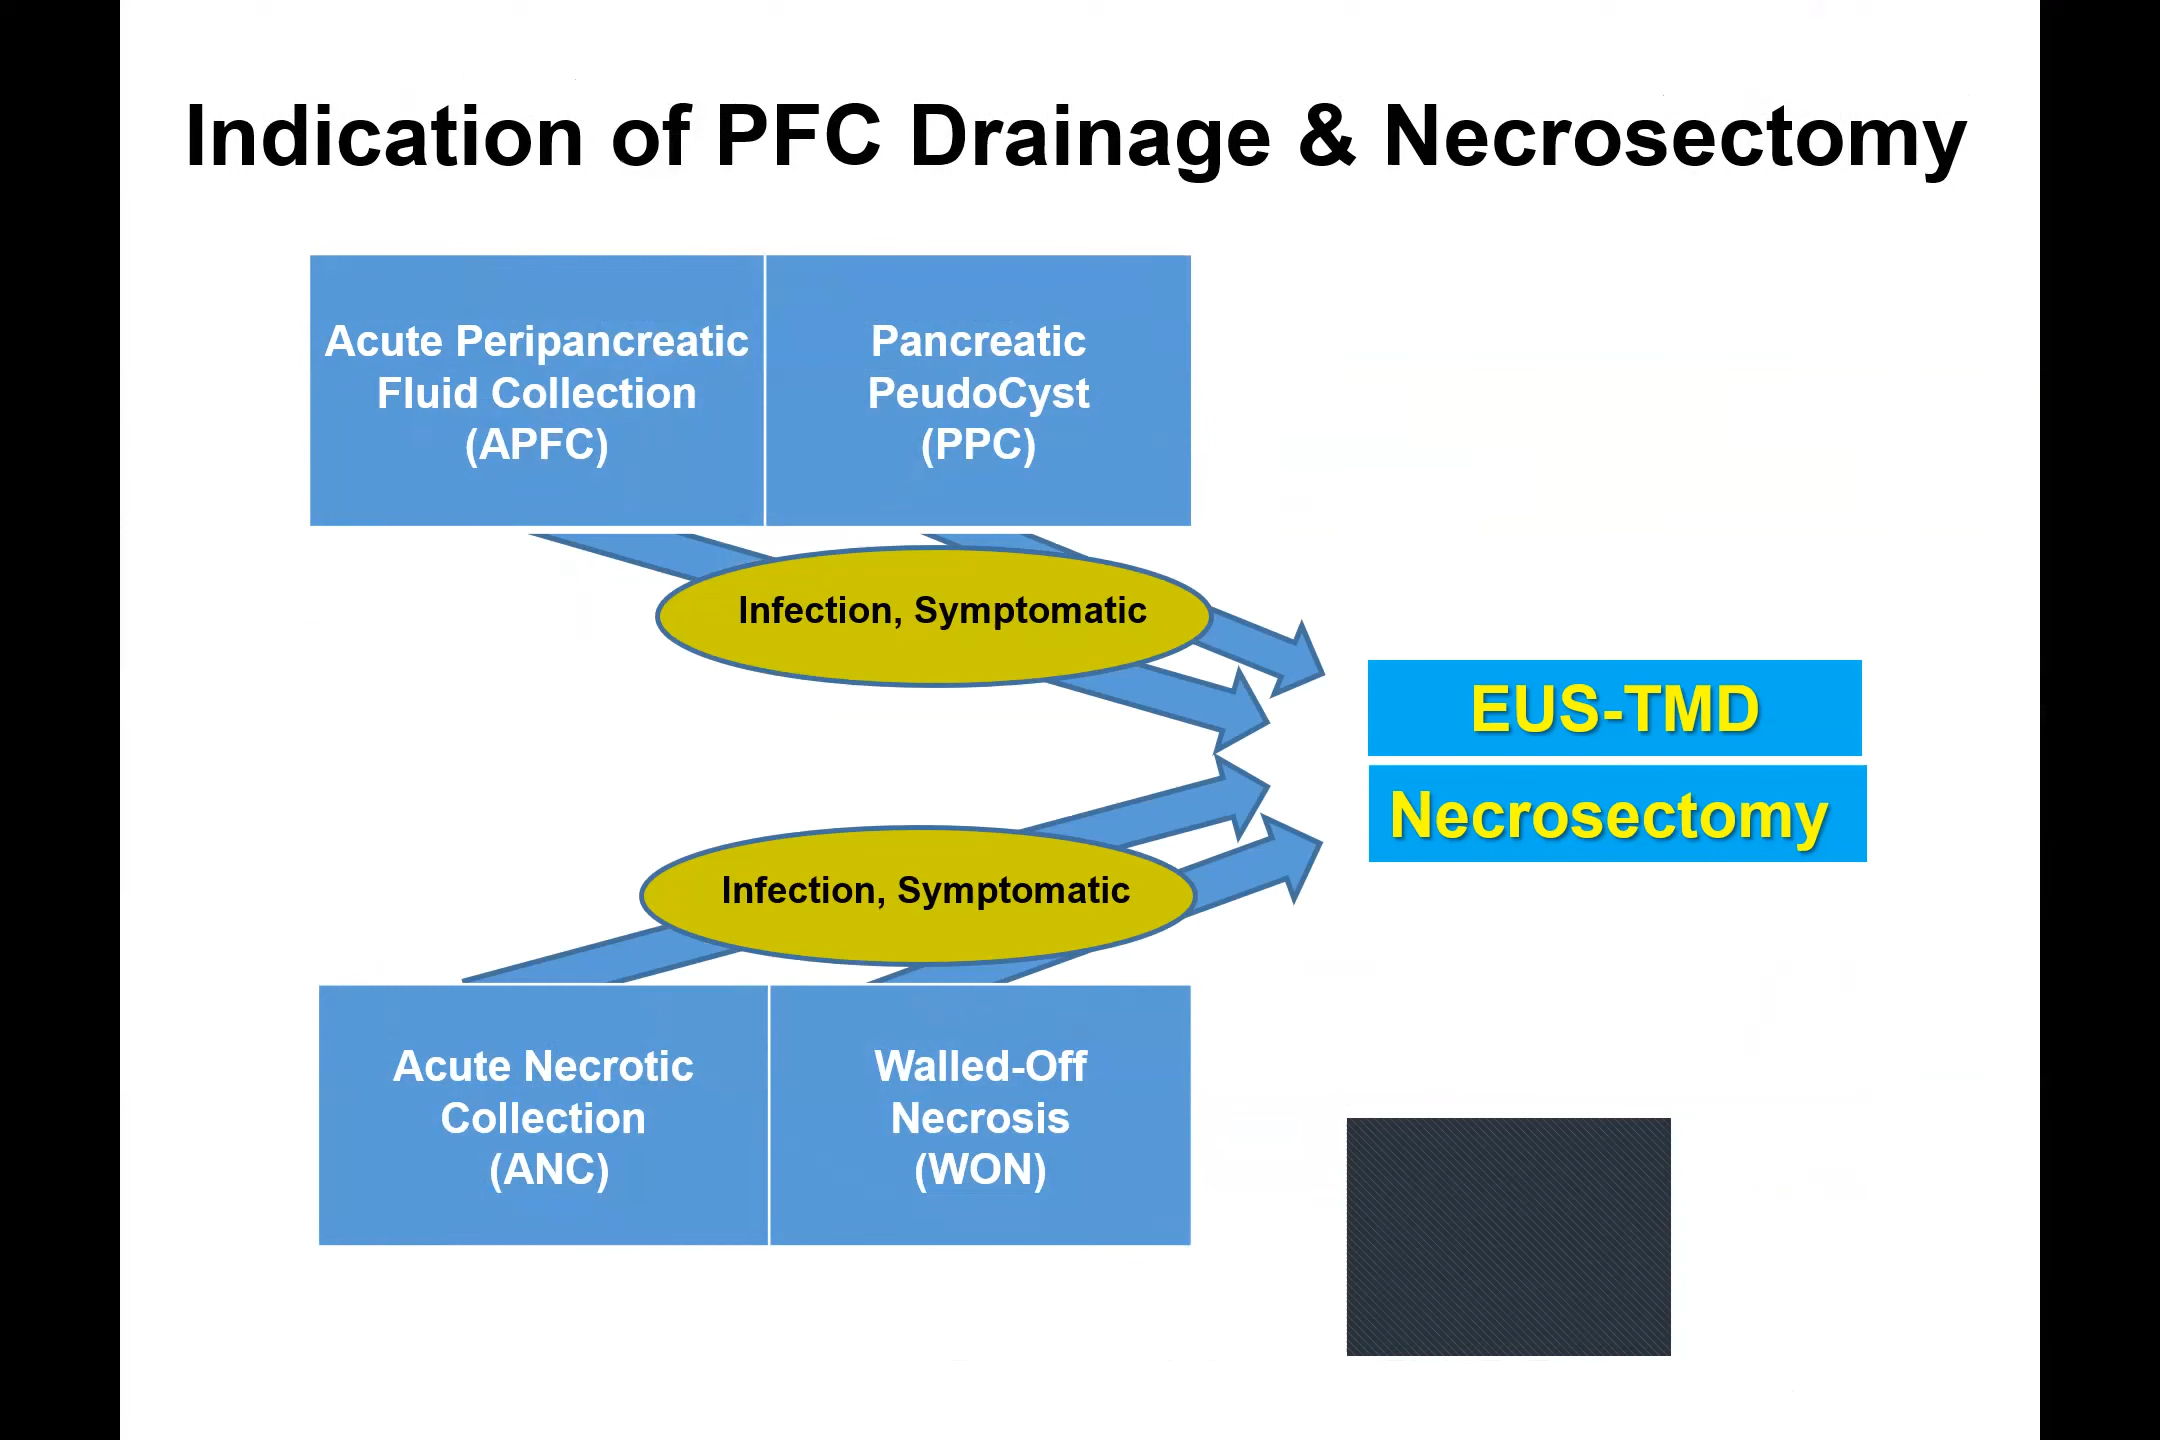 Indication of PFC Drainage & Necrosectomy
Acute Peripancreatic
Fluid Collection
(APFC)
Pancreatic
PeudoCyst
(PPC)
Infection, Symptomatic
EUS-TMD
Necrosectomy
Infection, Symptomatic
Acute Necrotic
Collection
(ANC)
Walled-Off
Necrosis
(WON)